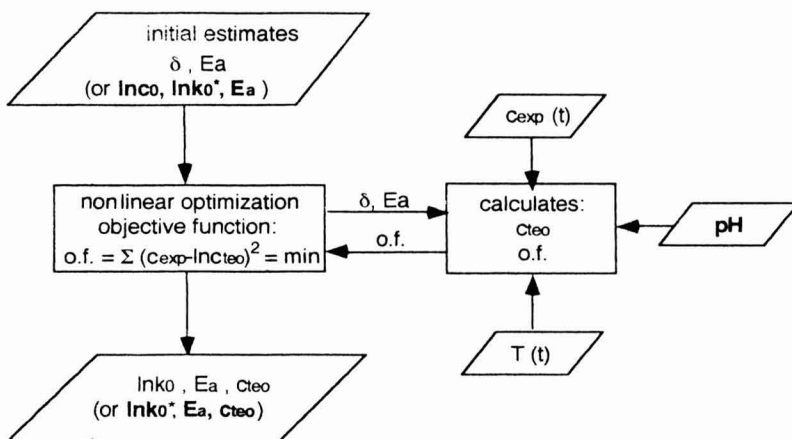 initial estimates
δ , Ea
(or lnc0, lnk0*, Ea )
cexp (t)
nonlinear optimization
objective function:
o.f. = Σ (cexp-lncteo)² = min
δ, Ea
o.f.
calculates:
cteo
o.f.
pH
T (t)
lnk0 , Ea , cteo
(or lnk0*, Ea, cteo)